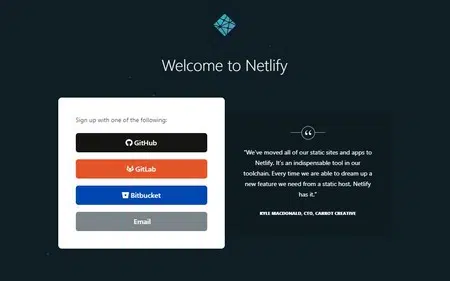 Welcome to Netlify
Sign up with one of the following:
GitHub
GitLab
Bitbucket
Email
“We've moved all of our static sites and apps to
Netlify. It's an indispensable tool in our
toolchain. Every time we are able to dream up a
new feature we need from a static host, Netlify
has it.”
KYLE MACDONALD, CTO, CARROT CREATIVE